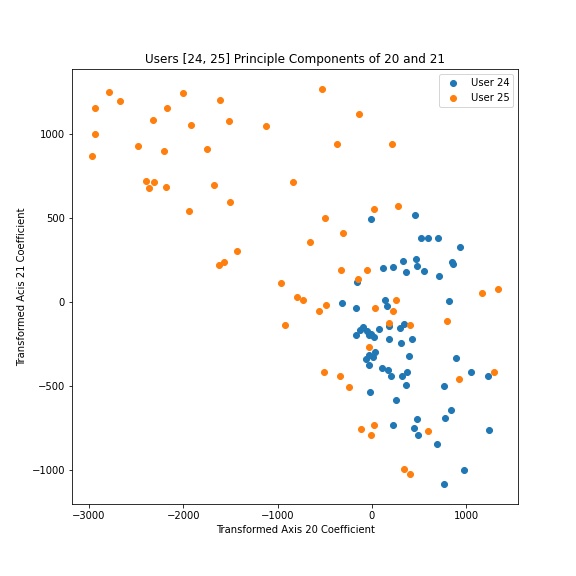 Users [24, 25] Principle Components of 20 and 21
User 24
User 25
Transformed Acis 21 Coefficient
1000
500
0
−500
−1000
−3000 −2000 −1000 0 1000
Transformed Axis 20 Coefficient